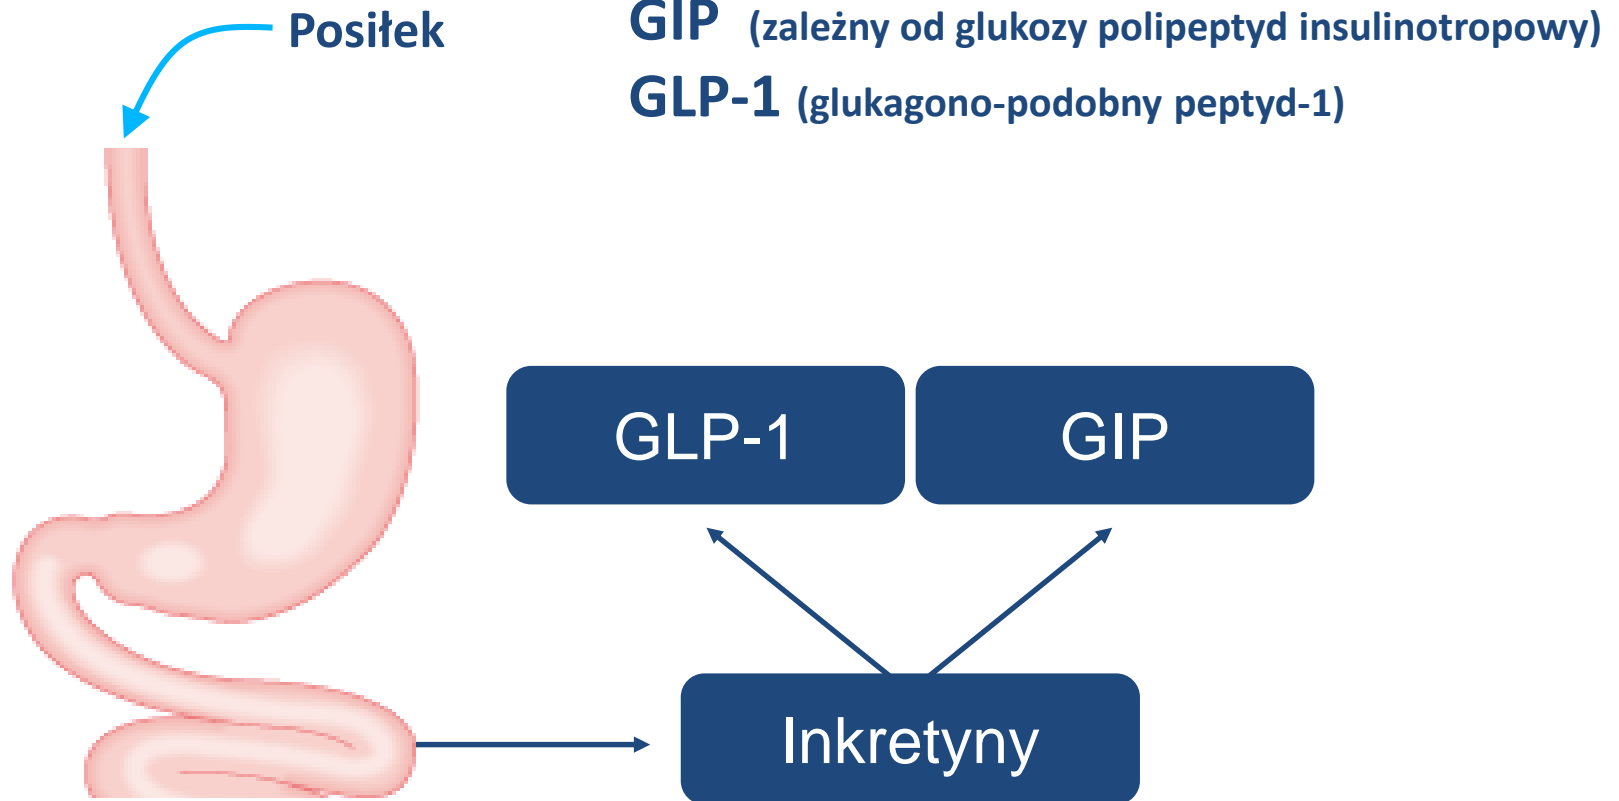 Posiłek
GIP (zależny od glukozy polipeptyd insulinotropowy)
GLP-1 (glukagono-podobny peptyd-1)
GLP-1
GIP
Inkretyny